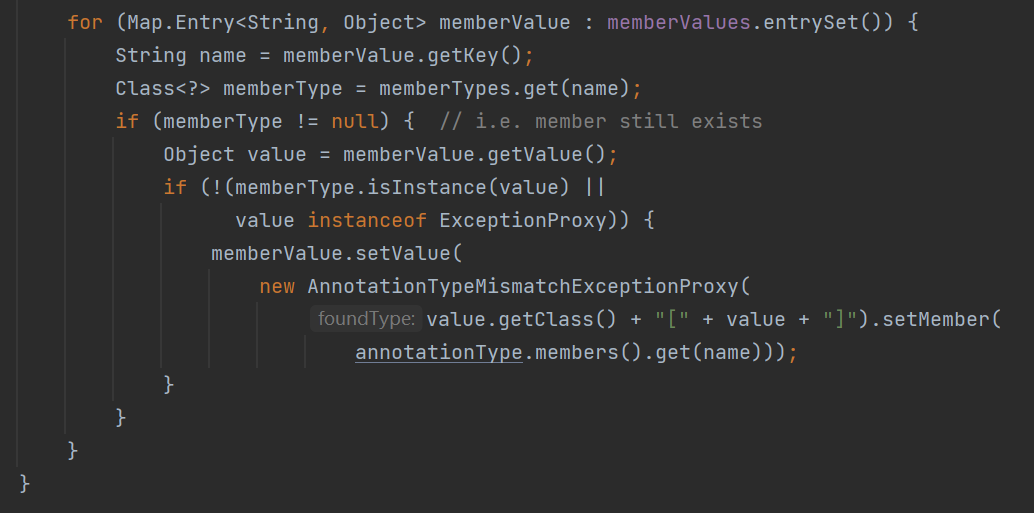 for (Map.Entry<String, Object> memberValue : memberValues.entrySet()) {
String name = memberValue.getKey();
Class<?> memberType = memberTypes.get(name);
if (memberType != null) {  // i.e. member still exists
Object value = memberValue.getValue();
if (!(memberType.isInstance(value) ||
value instanceof ExceptionProxy)) {
memberValue.setValue(
new AnnotationTypeMismatchExceptionProxy(
foundType: value.getClass() + "[" + value + "]").setMember(
annotationType.members().get(name)));
}
}
}
}